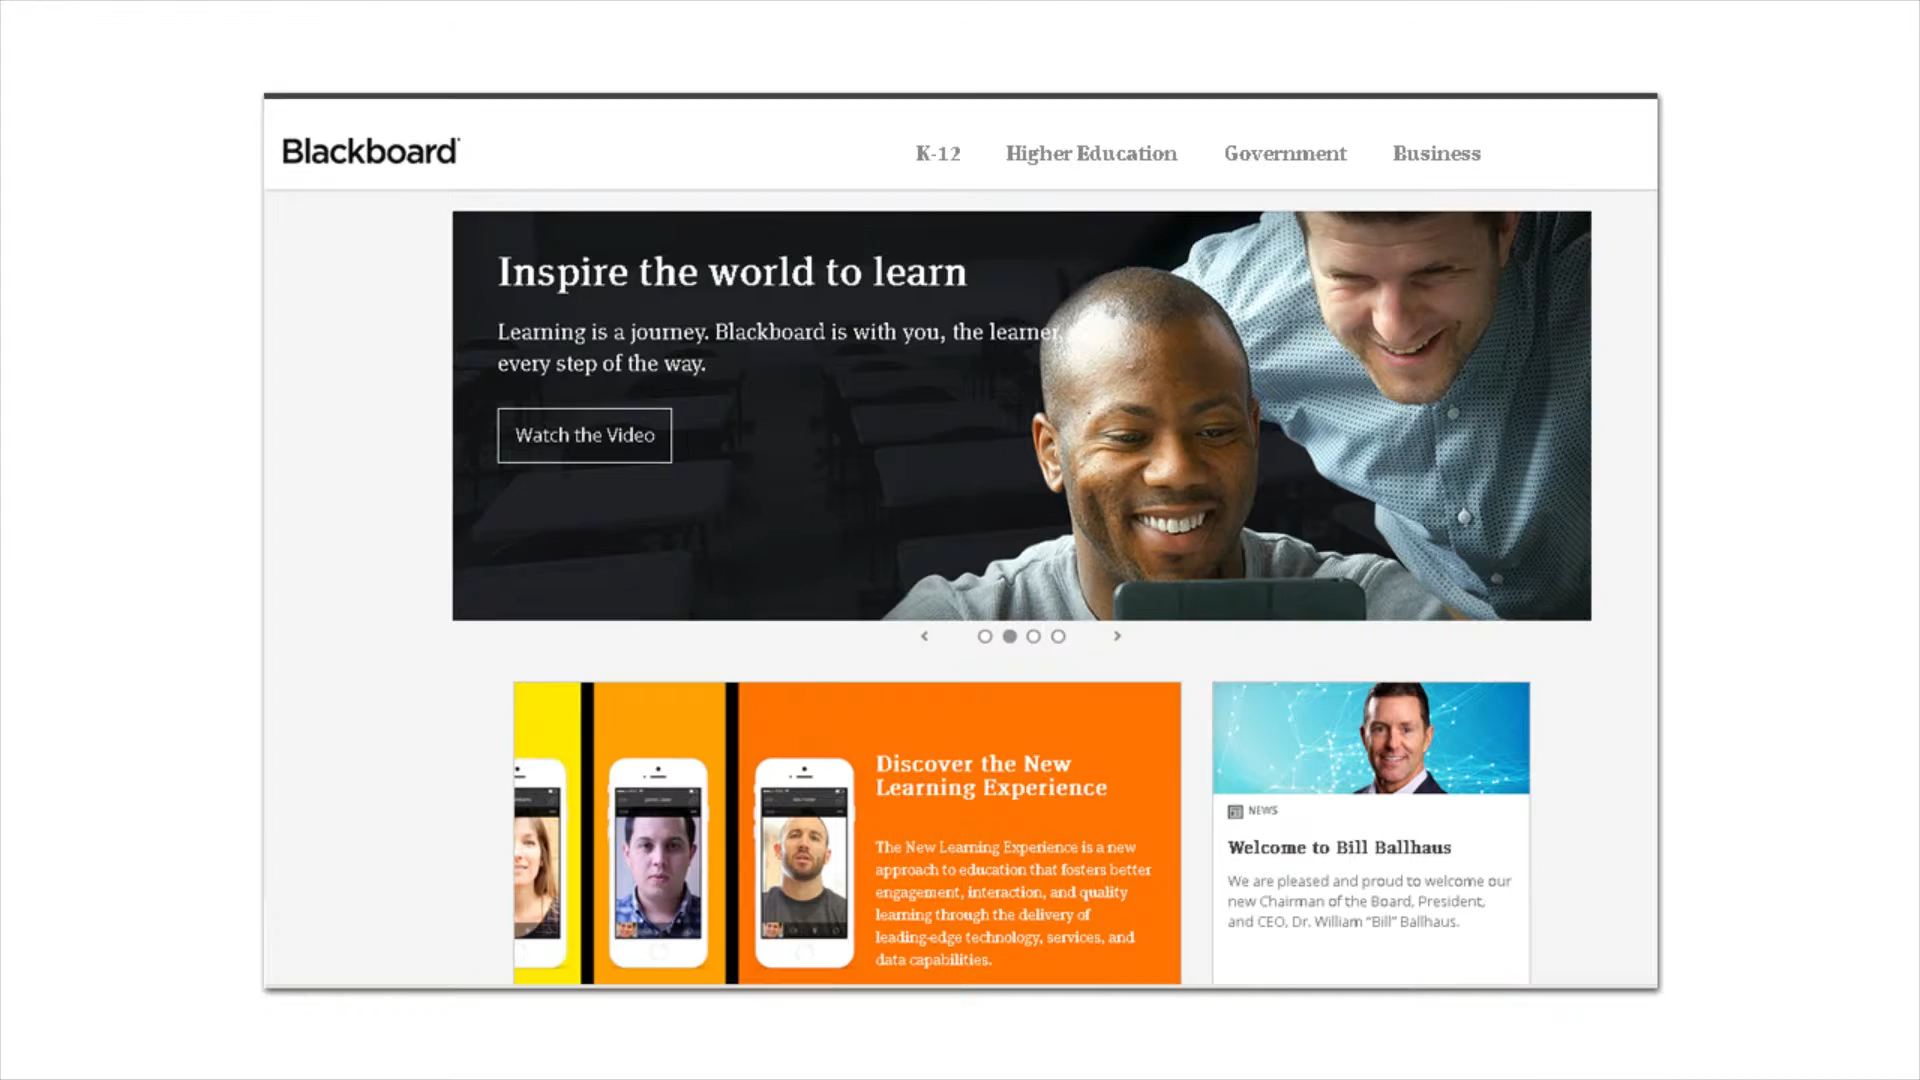 Blackboard
K-12 Higher Education Government Business
Inspire the world to learn
Learning is a journey. Blackboard is with you, the learner,
every step of the way.
Watch the Video
Discover the New
Learning Experience
The New Learning Experience is a new
approach to education that fosters better
engagement, interaction, and quality
learning through the delivery of
leading-edge technology, services, and
data capabilities.
NEWS
Welcome to Bill Ballhaus
We are pleased and proud to welcome our
new Chairman of the Board, President,
and CEO, Dr. William “Bill” Ballhaus.